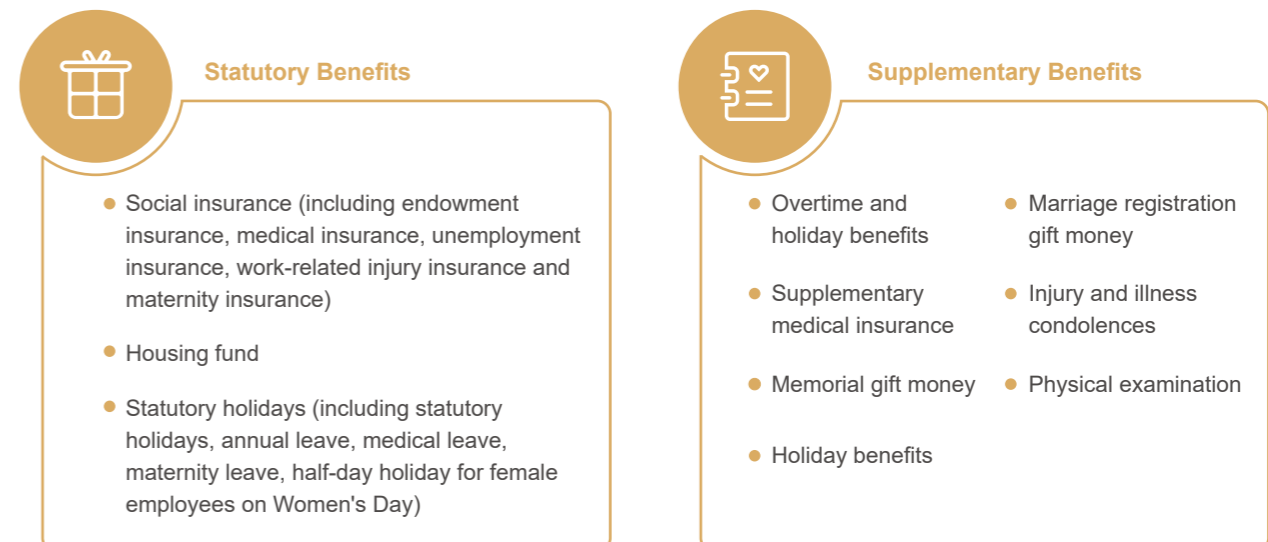 Statutory Benefits
Social insurance (including endowment
insurance, medical insurance, unemployment
insurance, work-related injury insurance and
maternity insurance)
Housing fund
Statutory holidays (including statutory
holidays, annual leave, medical leave,
maternity leave, half-day holiday for female
employees on Women's Day)
Supplementary Benefits
Overtime and
holiday benefits
Supplementary
medical insurance
Memorial gift money
Holiday benefits
Marriage registration
gift money
Injury and illness
condolences
Physical examination